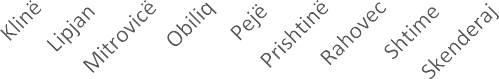 Klinë
Lipjan
Mitrovicë
Obiliq
Pejë
Prishtinë
Rahovec
Shtime
Skenderaj